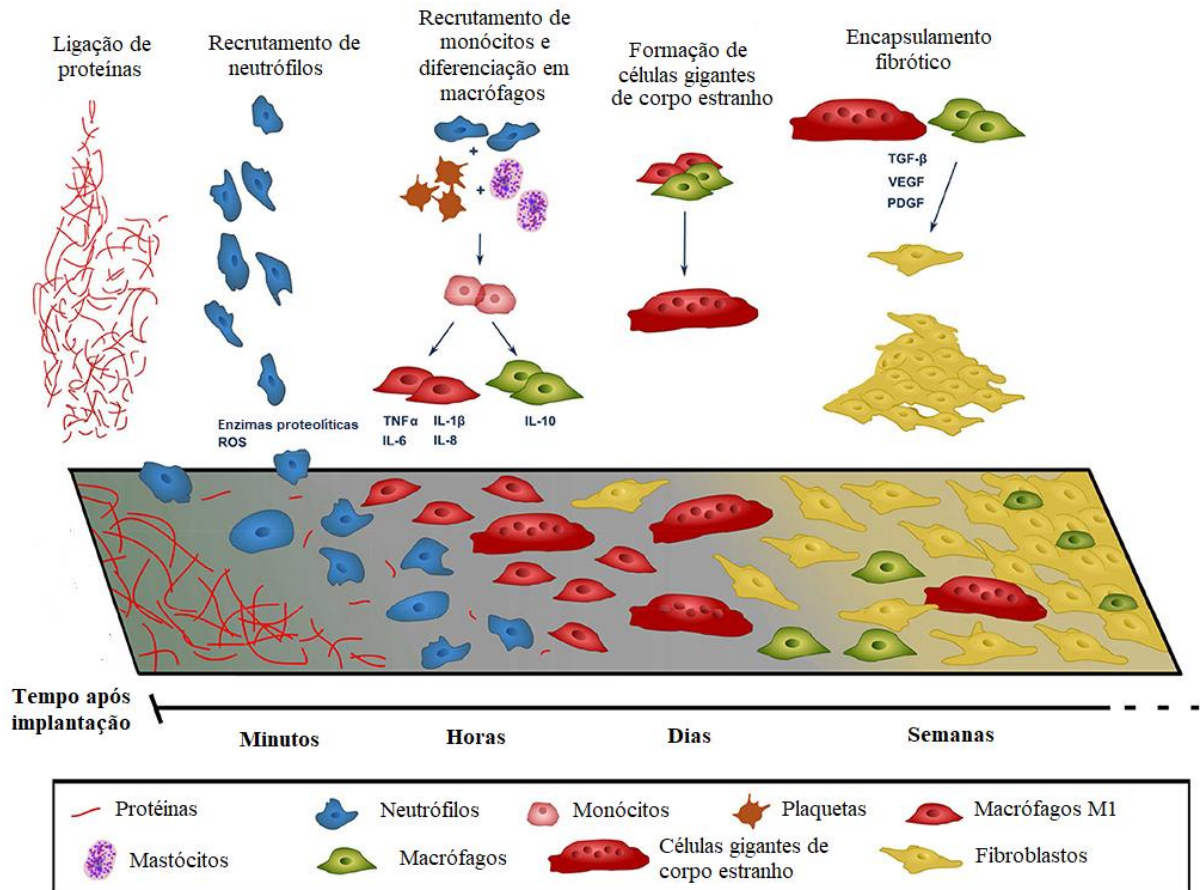 Ligação de
proteínas
Recrutamento de
neutrófilos
Recrutamento de
monócitos e
diferenciação em
macrófagos
Formação de
células gigantes
de corpo estranho
Encapsulamento
fibrótico
+
+
TGF-β
VEGF
PDGF
Enzimas proteolíticas
ROS
TNFα IL-1β
IL-6 IL-8
IL-10
Tempo após
implantação
Minutos
Horas
Dias
Semanas
Protéinas
Neutrófilos
Monócitos
Plaquetas
Macrófagos M1
Mastócitos
Macrófagos
Células gigantes de
corpo estranho
Fibroblastos